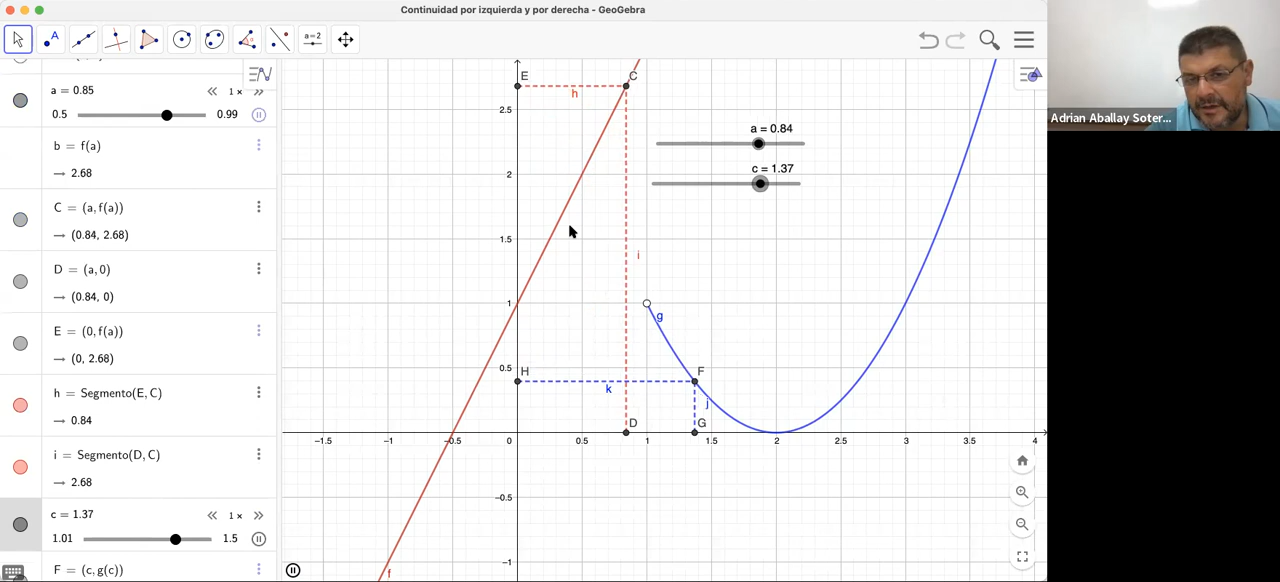 Continuidad por izquierda y por derecha - GeoGebra
A
a=2
a = 0.85
1 ×
0.5
0.99
b = f(a)
→ 2.68
C = (a, f(a))
→ (0.84, 2.68)
D = (a, 0)
→ (0.84, 0)
E = (0, f(a))
→ (0, 2.68)
h = Segmento(E, C)
→ 0.84
i = Segmento(D, C)
→ 2.68
c = 1.37
1 ×
1.01
1.5
F = (c, g(c))
E
C
h
2.5
a = 0.84
2
c = 1.37
1.5
i
1
g
0.5
H
F
k
j
D
G
−1.5
−1
−0.5
0
0.5
1
1.5
2
2.5
3
3.5
4
−0.5
−1
f
Adrian Aballay Soter...